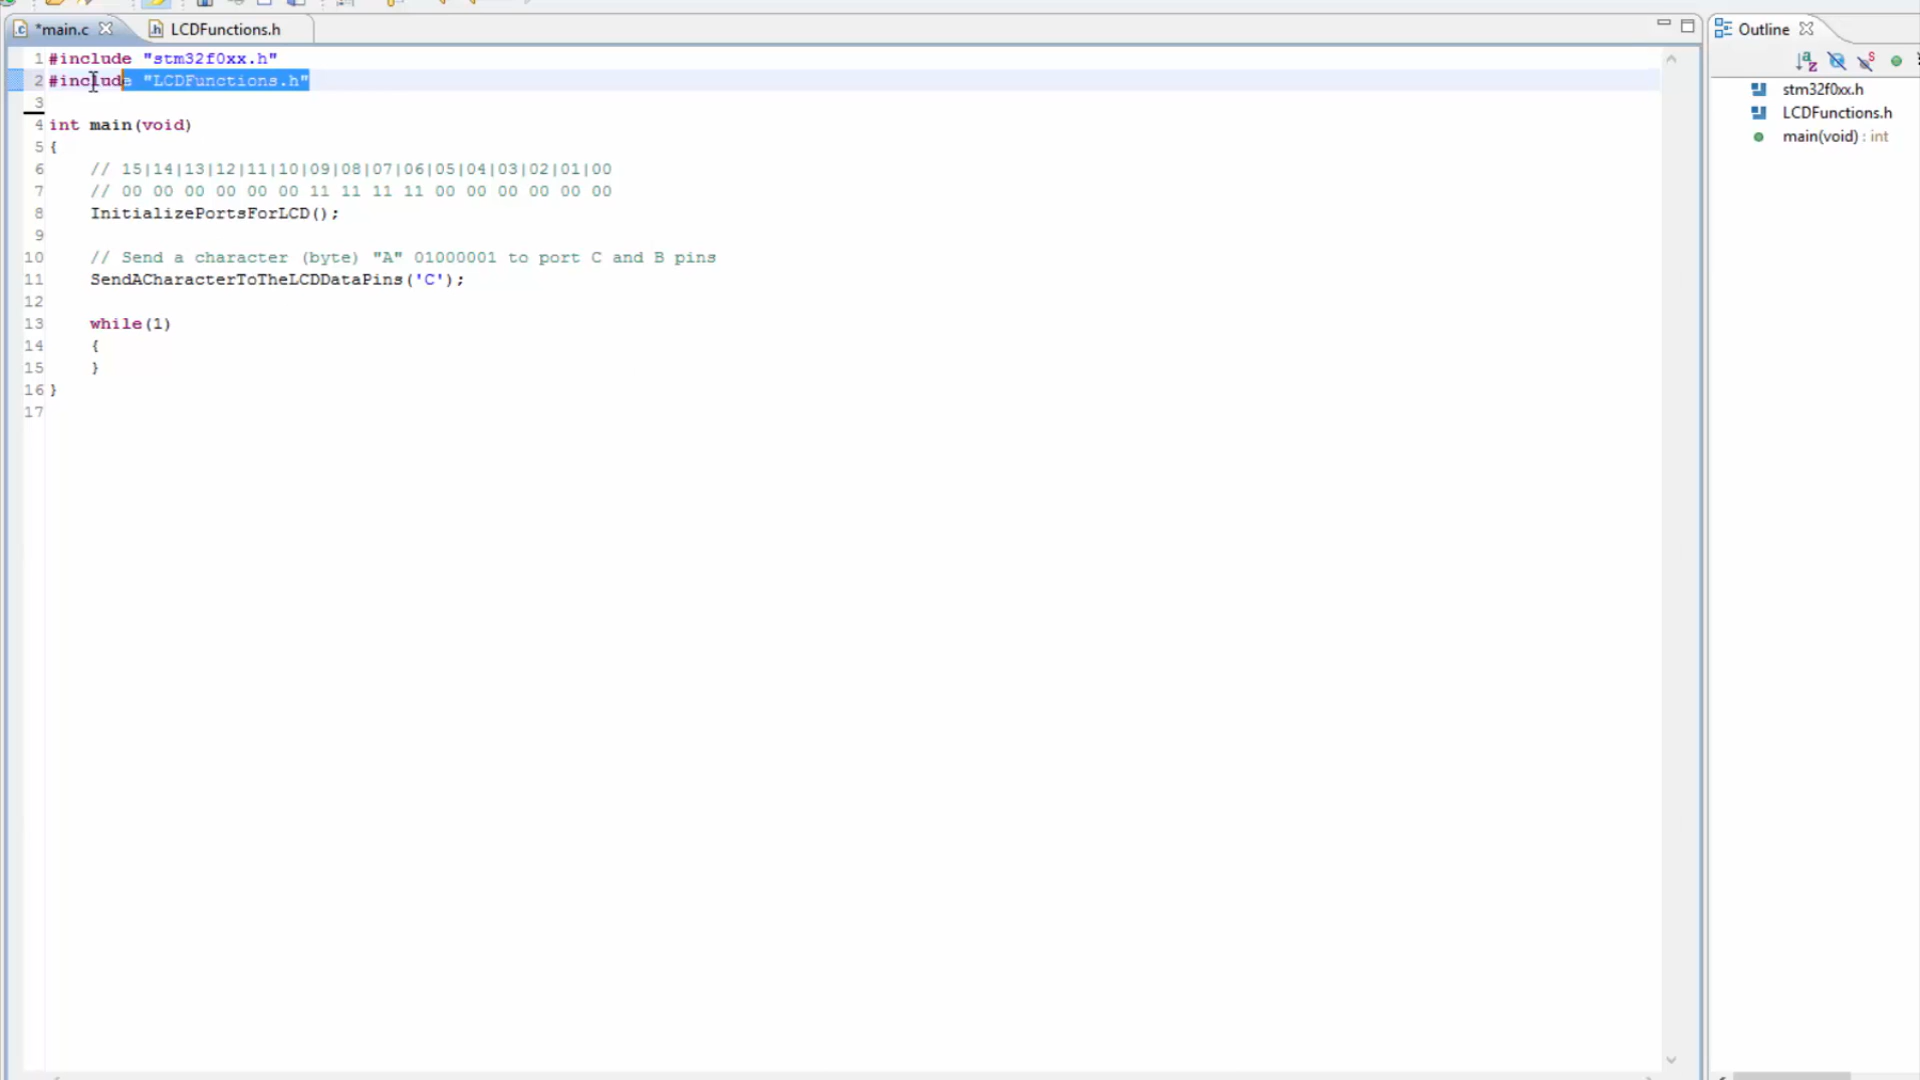 *main.c
LCDFunctions.h
Outline
1 #include "stm32f0xx.h"
2 #include "LCDFunctions.h"
3
4 int main(void)
5 {
6 // 15|14|13|12|11|10|09|08|07|06|05|04|03|02|01|00
7 // 00 00 00 00 00 00 11 11 11 11 00 00 00 00 00 00
8 InitializePortsForLCD();
9
10 // Send a character (byte) "A" 01000001 to port C and B pins
11 SendACharacterToTheLCDDataPins('C');
12
13 while(1)
14 {
15 }
16 }
17
stm32f0xx.h
LCDFunctions.h
main(void) : int